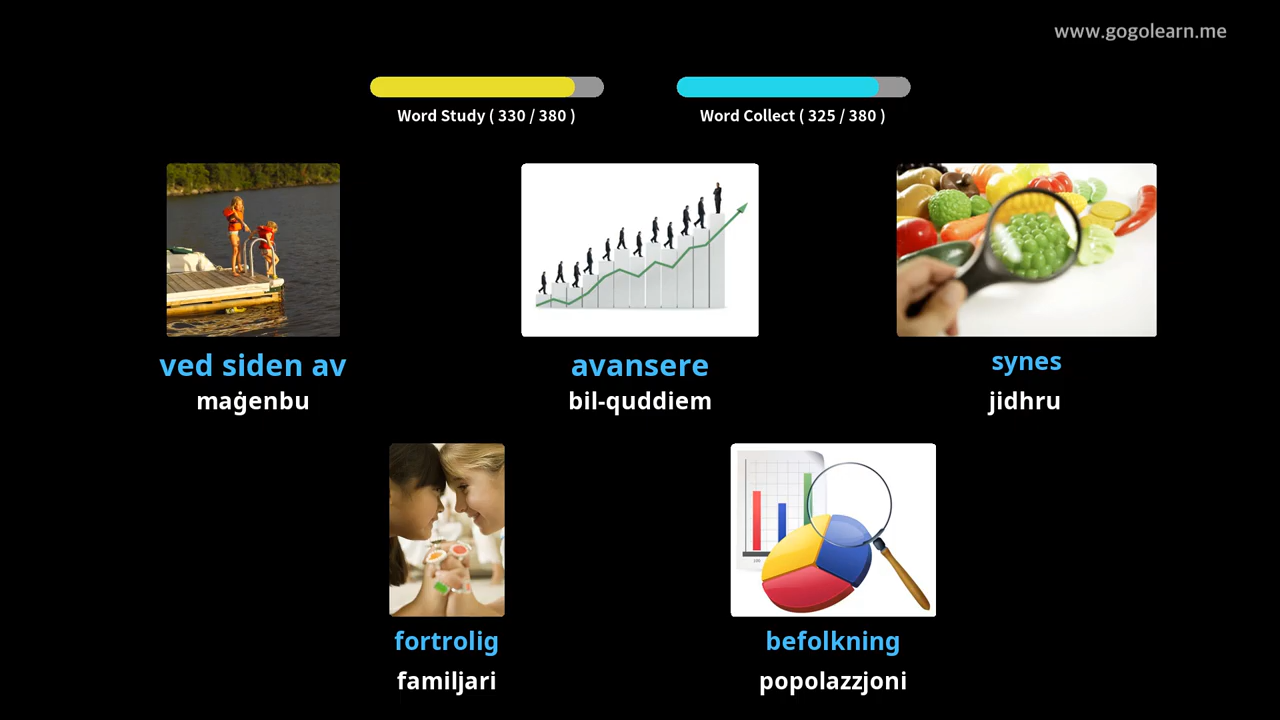 www.gogolearn.me
Word Study ( 330 / 380 )
Word Collect ( 325 / 380 )
ved siden av
maġenbu
avansere
bil-quddiem
synes
jidhru
fortrolig
familjari
befolkning
popolazzjoni